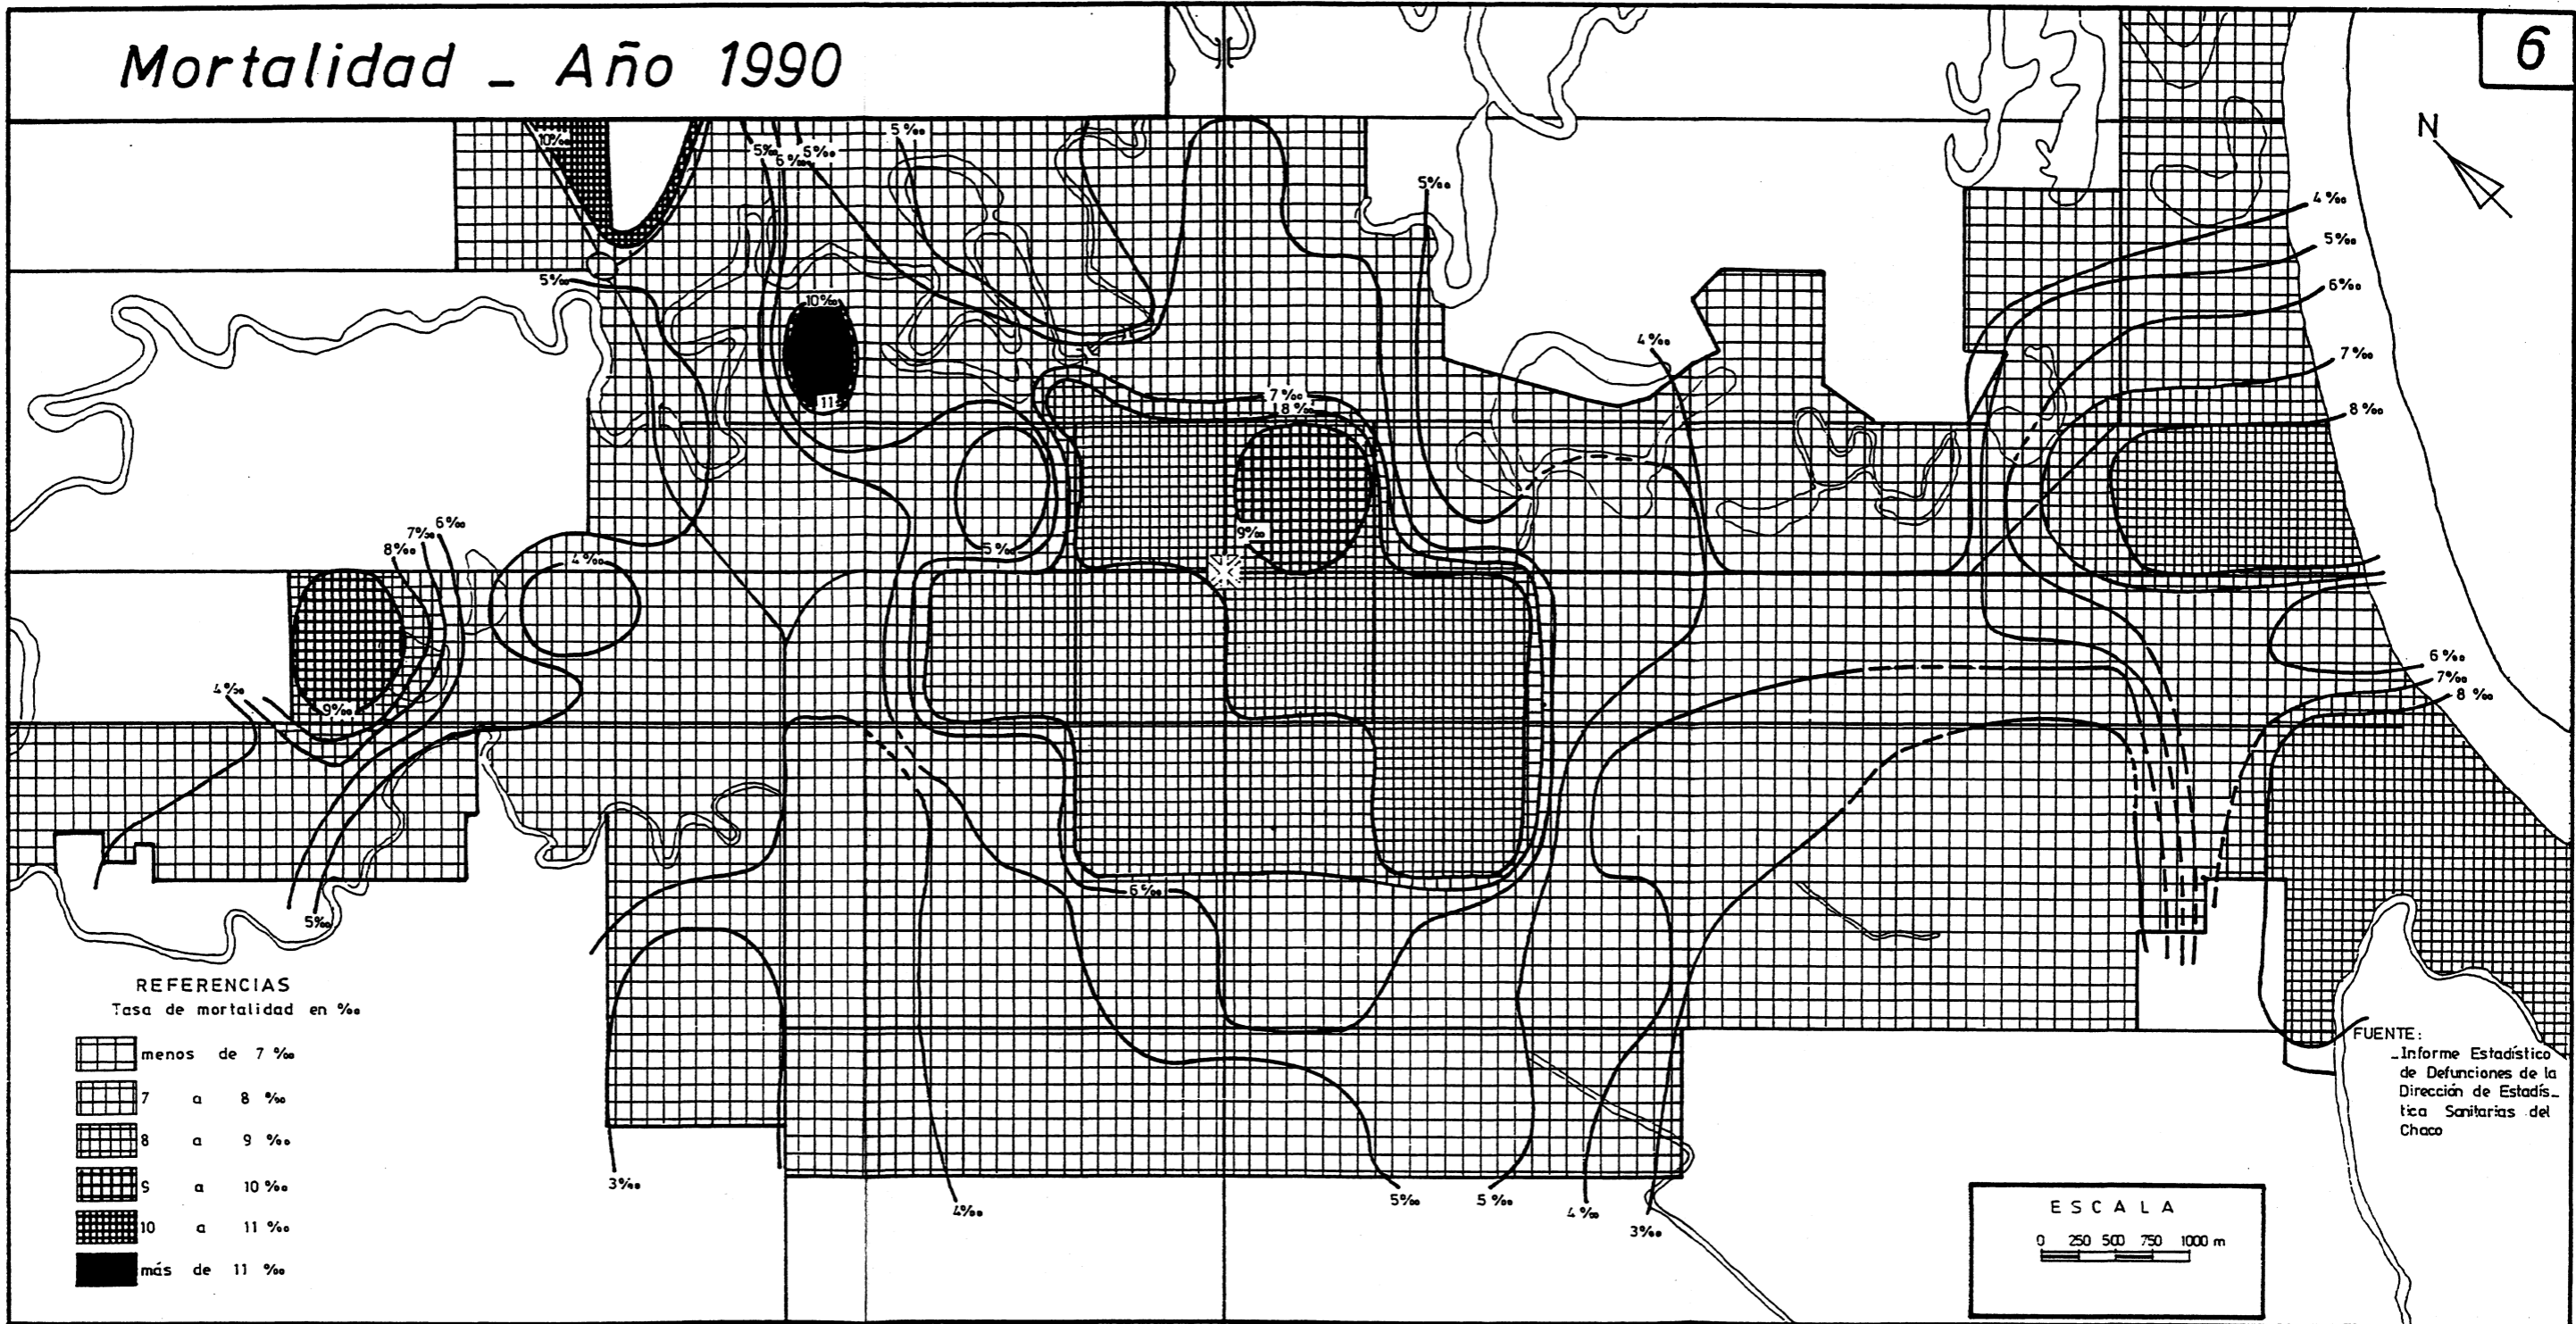 Mortalidad _ Año 1990
6
N
10‰
5‰
6‰
5‰
5‰
5‰
4‰
5‰
6‰
7‰
8‰
5‰
10‰
11
4‰
7‰
8‰
9‰
5‰
6‰
7‰
8‰
4‰
9‰
4‰
5‰
6‰
6‰
7‰
8‰
3‰
4‰
5‰
5‰
4‰
3‰
REFERENCIAS
Tasa de mortalidad en ‰
menos de 7 ‰
7 a 8 ‰
8 a 9 ‰
9 a 10 ‰
10 a 11 ‰
más de 11 ‰
FUENTE:
_Informe Estadístico
de Defunciones de la
Dirección de Estadís_
tica Sanitarias del
Chaco
ESCALA
0 250 500 750 1000 m